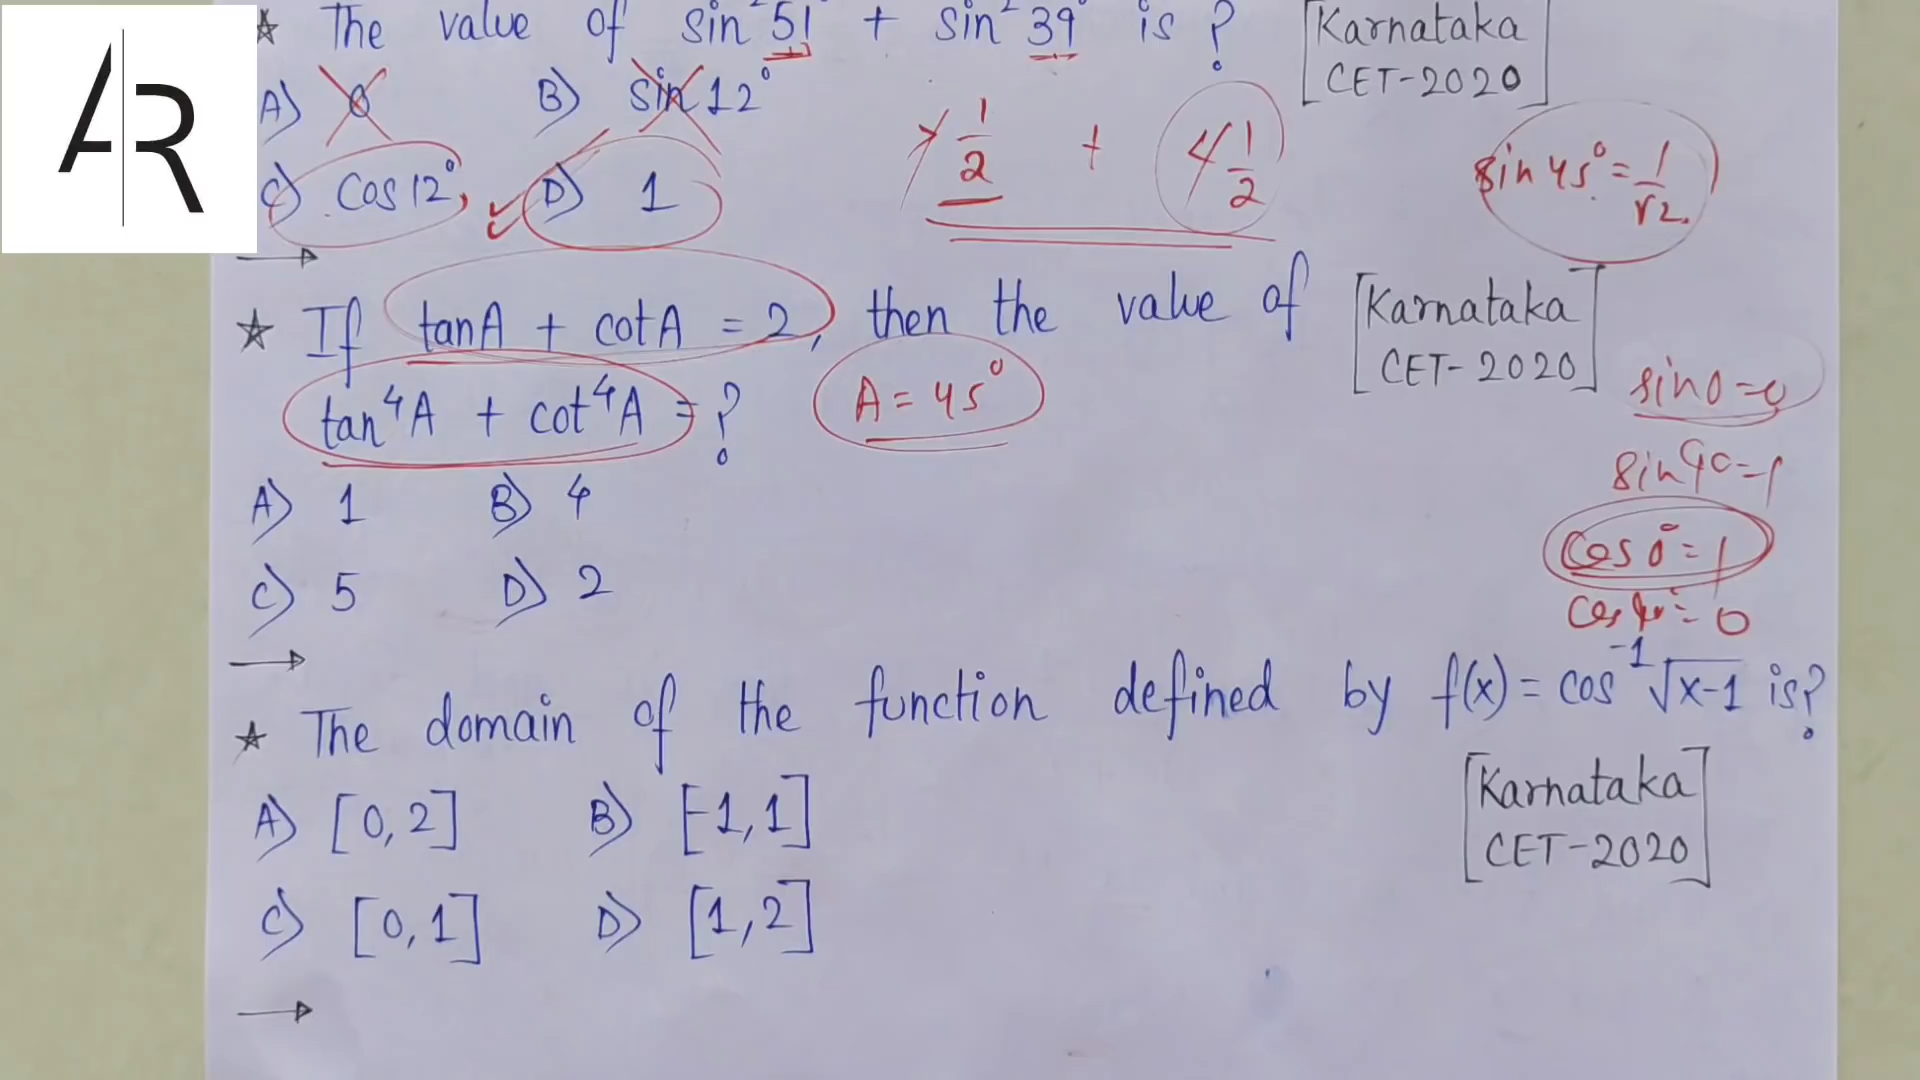 AR
★ The value of sin²51° + sin²39° is ?
[Karnataka
CET-2020]
A) 0 B) sin12°
C) cos12° D) 1
1/2 + 1/2
sin 45° = 1/√2.
★ If tanA + cotA = 2, then the value of
[Karnataka
CET-2020]
tan⁴A + cot⁴A = ?
A = 45°
sin0=0
sin90=1
cos0°=1
A) 1 B) 4
C) 5 D) 2
★ The domain of the function defined by f(x) = cos⁻¹√x-1 is?
[Karnataka
CET-2020]
A) [0,2] B) [-1,1]
C) [0,1] D) [1,2]